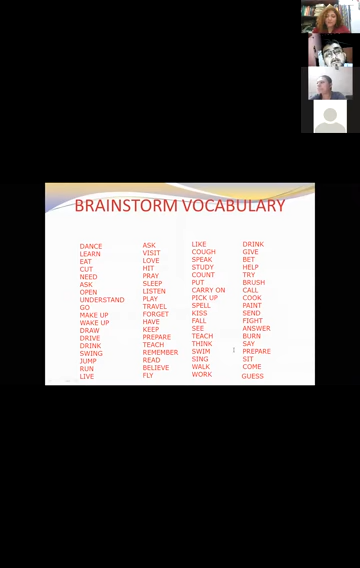 BRAINSTORM VOCABULARY
DANCE
LEARN
EAT
CUT
NEED
ASK
OPEN
UNDERSTAND
GO
MAKE UP
WAKE UP
DRAW
DRIVE
DRINK
SWING
JUMP
RUN
LIVE
ASK
VISIT
LOVE
HIT
PRAY
SLEEP
LISTEN
PLAY
TRAVEL
FORGET
HAVE
KEEP
PREPARE
TEACH
REMEMBER
READ
BELIEVE
FLY
LIKE
COUGH
SPEAK
STUDY
COUNT
PUT
CARRY ON
PICK UP
SPELL
KISS
FALL
SEE
TEACH
THINK
SWIM
SING
WALK
WORK
DRINK
GIVE
BET
HELP
TRY
BRUSH
CALL
COOK
PAINT
SEND
FIGHT
ANSWER
BURN
SAY
PREPARE
SIT
COME
GUESS